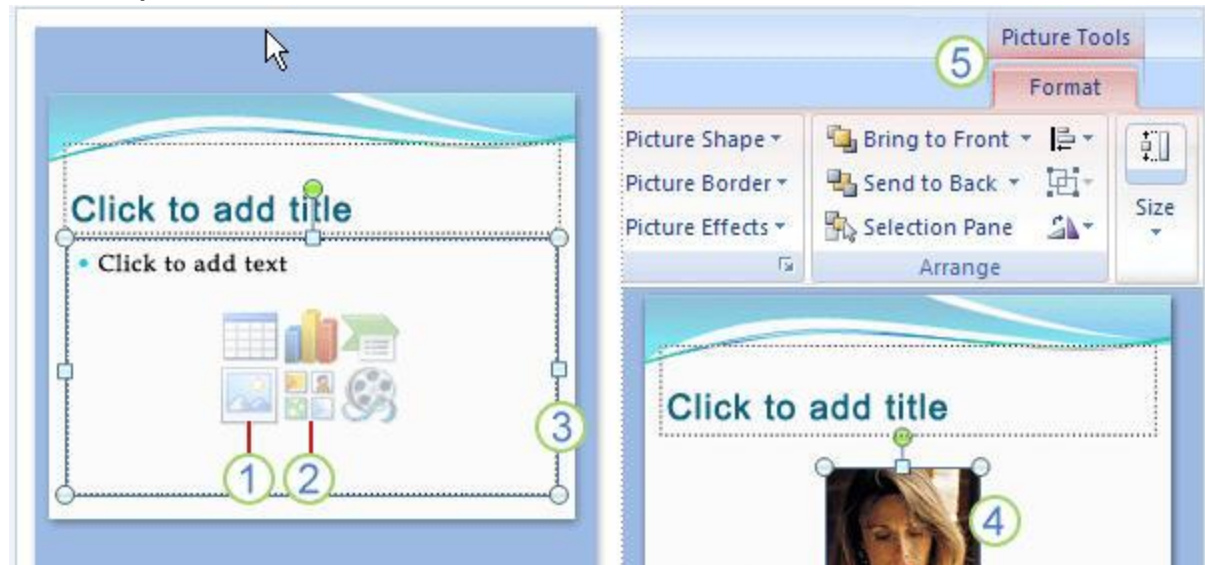 Click to add title
• Click to add text
1
2
3
Picture Tools
5
Format
Picture Shape
Bring to Front
Picture Border
Send to Back
Picture Effects
Selection Pane
Size
Arrange
Click to add title
4